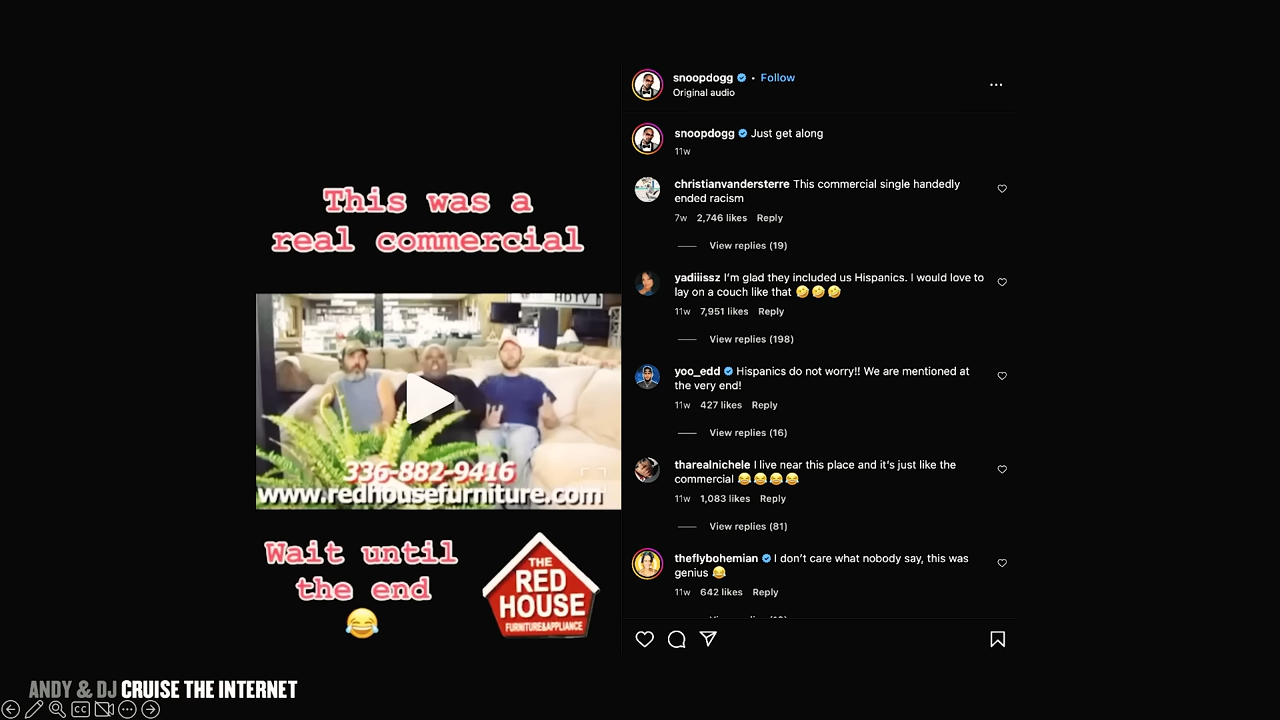 snoopdogg • Follow
Original audio
snoopdogg Just get along
11w
This was a
real commercial
christianvandersterre This commercial single handedly
ended racism
7w 2,746 likes Reply
View replies (19)
yadiiissz I'm glad they included us Hispanics. I would love to
lay on a couch like that 🤣🤣🤣
11w 7,951 likes Reply
View replies (198)
HDTV
336-882-9416
www.redhousefurniture.com
yoo_edd Hispanics do not worry!! We are mentioned at
the very end!
11w 427 likes Reply
View replies (16)
tharealnichele I live near this place and it's just like the
commercial 😂😂😂😂
11w 1,083 likes Reply
View replies (81)
Wait until
the end
😂
THE
RED
HOUSE
FURNITURE&APPLIANCE
theflybohemian I don't care what nobody say, this was
genius 😂
11w 642 likes Reply
ANDY & DJ CRUISE THE INTERNET
CC